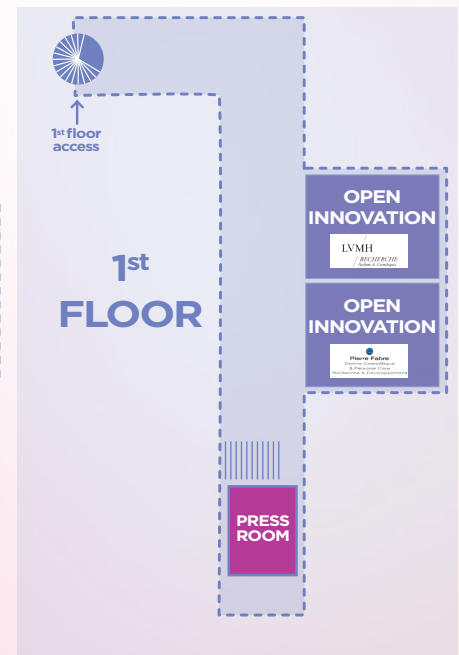 1st floor
access
1st
FLOOR
OPEN
INNOVATION
LVMH
RECHERCHE
Parfums & Cosmétiques
OPEN
INNOVATION
Pierre Fabre
Dermo-Cosmétique
& Personal Care
Recherche & Développement
PRESS
ROOM